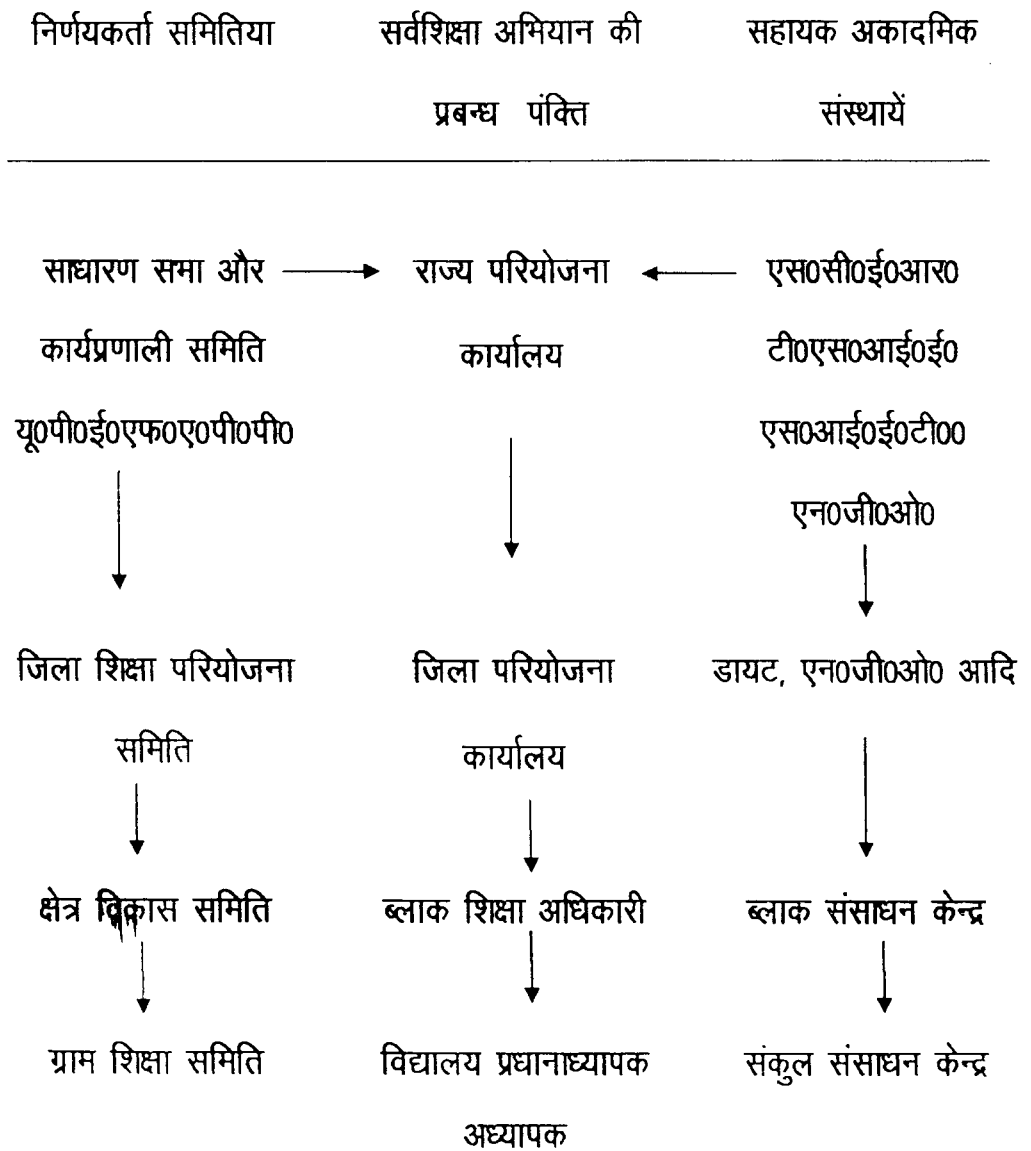 निर्णयकर्ता समितिया सर्वशिक्षा अभियान की सहायक अकादमिक
प्रबन्ध पंक्ति संस्थायें
साधारण सभा और राज्य परियोजना एस0सी0ई0आर0
कार्यप्रणाली समिति कार्यालय टी0एस0आई0ई0
यू0पी0ई0एफ0ए0पी0पी0 एस0आई0ई0टी00
एन0जी0ओ0
जिला शिक्षा परियोजना जिला परियोजना डायट, एन0जी0ओ0 आदि
समिति कार्यालय
क्षेत्र विकास समिति ब्लाक शिक्षा अधिकारी ब्लाक संसाधन केन्द्र
ग्राम शिक्षा समिति विद्यालय प्रधानाध्यापक संकुल संसाधन केन्द्र
अध्यापक